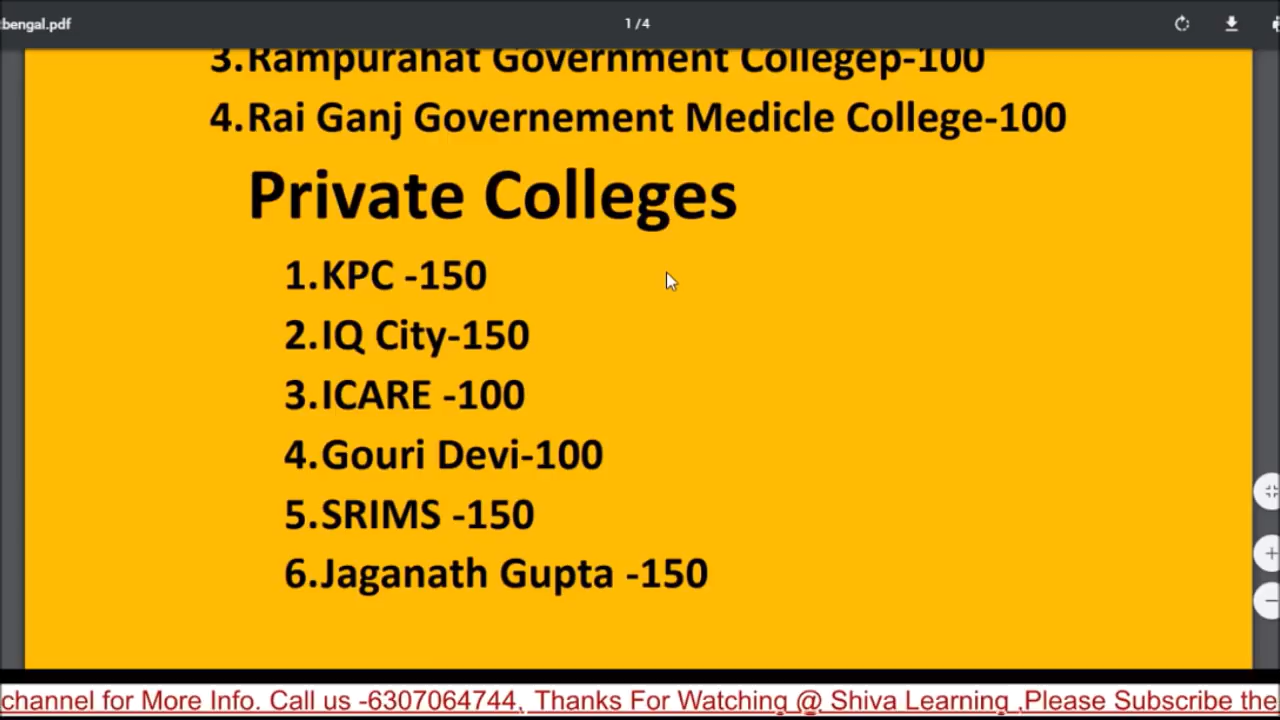 :bengal.pdf
1 / 4
3.Rampurahat Government Collegep-100
4.Rai Ganj Governement Medicle College-100
Private Colleges
1.KPC -150
2.IQ City-150
3.ICARE -100
4.Gouri Devi-100
5.SRIMS -150
6.Jaganath Gupta -150
channel for More Info. Call us -6307064744, Thanks For Watching @ Shiva Learning ,Please Subscribe the